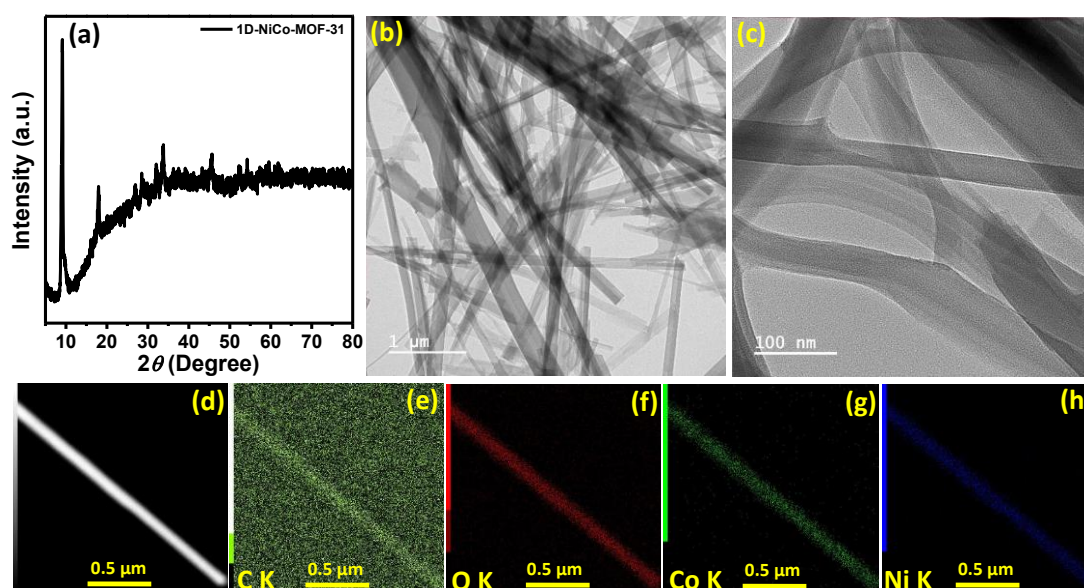 (a)
1D-NiCo-MOF-31
Intensity (a.u.)
10 20 30 40 50 60 70 80
2θ (Degree)
(b)
1 μm
(c)
100 nm
(d)
0.5 μm
(e)
C K
0.5 μm
(f)
O K
0.5 μm
(g)
Co K
0.5 μm
(h)
Ni K
0.5 μm